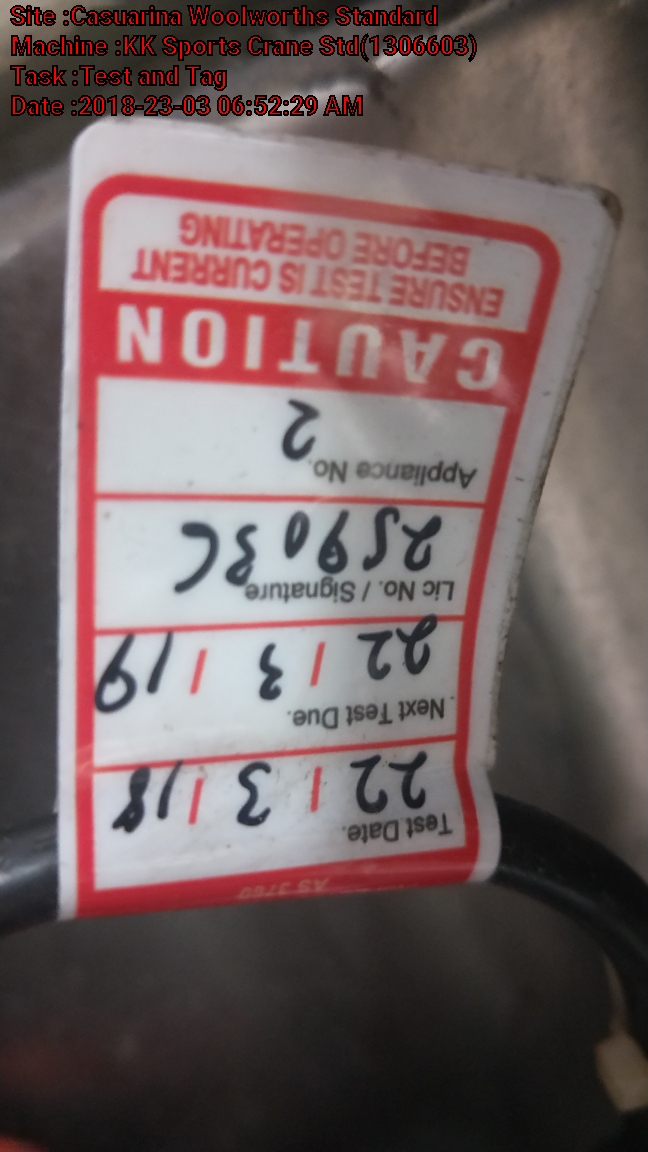 Site :Casuarina Woolworths Standard
Machine :KK Sports Crane Std(1306603)
Task :Test and Tag
Date :2018-23-03 06:52:29 AM
AS 3760
Test Date.
22 / 3 / 18
Next Test Due.
22 / 3 / 19
Lic No. / Signature
25903C
Appliance No.
2
CAUTION
ENSURE TEST IS CURRENT
BEFORE OPERATING